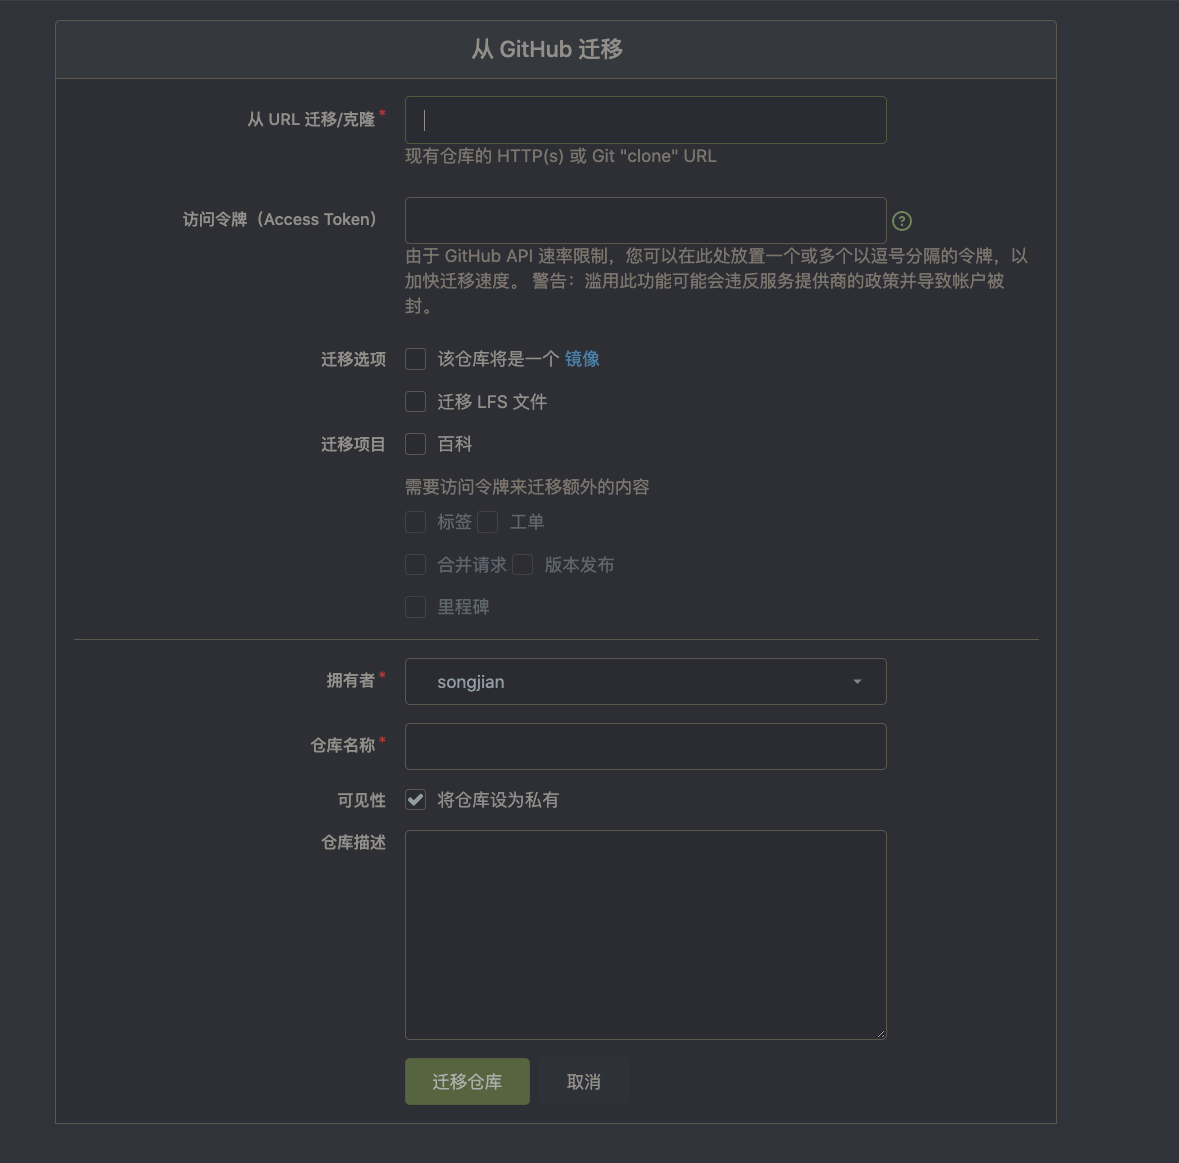 从 GitHub 迁移
从 URL 迁移/克隆*
现有仓库的 HTTP(s) 或 Git "clone" URL
访问令牌（Access Token）
由于 GitHub API 速率限制，您可以在此处放置一个或多个以逗号分隔的令牌，以
加快迁移速度。 警告：滥用此功能可能会违反服务提供商的政策并导致帐户被
封。
迁移选项 该仓库将是一个 镜像
迁移 LFS 文件
迁移项目 百科
需要访问令牌来迁移额外的内容
标签 工单
合并请求 版本发布
里程碑
拥有者* songjian
仓库名称*
可见性 将仓库设为私有
仓库描述
迁移仓库 取消